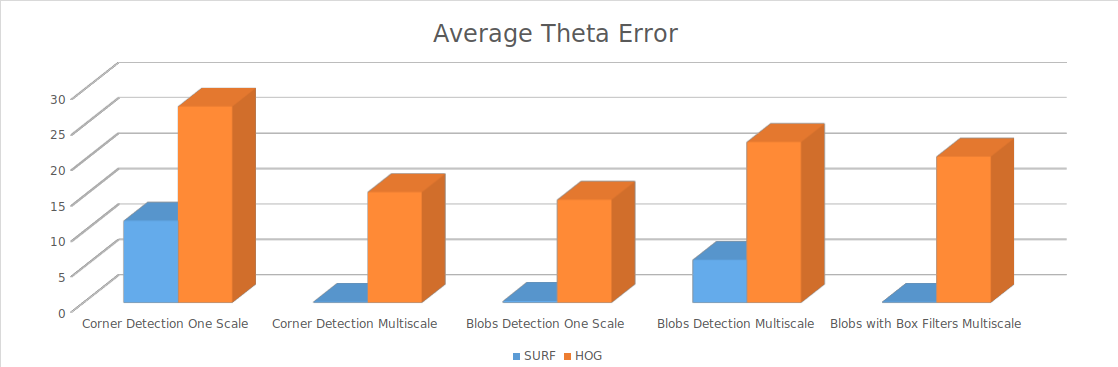 Average Theta Error
30
25
20
15
10
5
0
Corner Detection One Scale
Corner Detection Multiscale
Blobs Detection One Scale
Blobs Detection Multiscale
Blobs with Box Filters Multiscale
SURF HOG